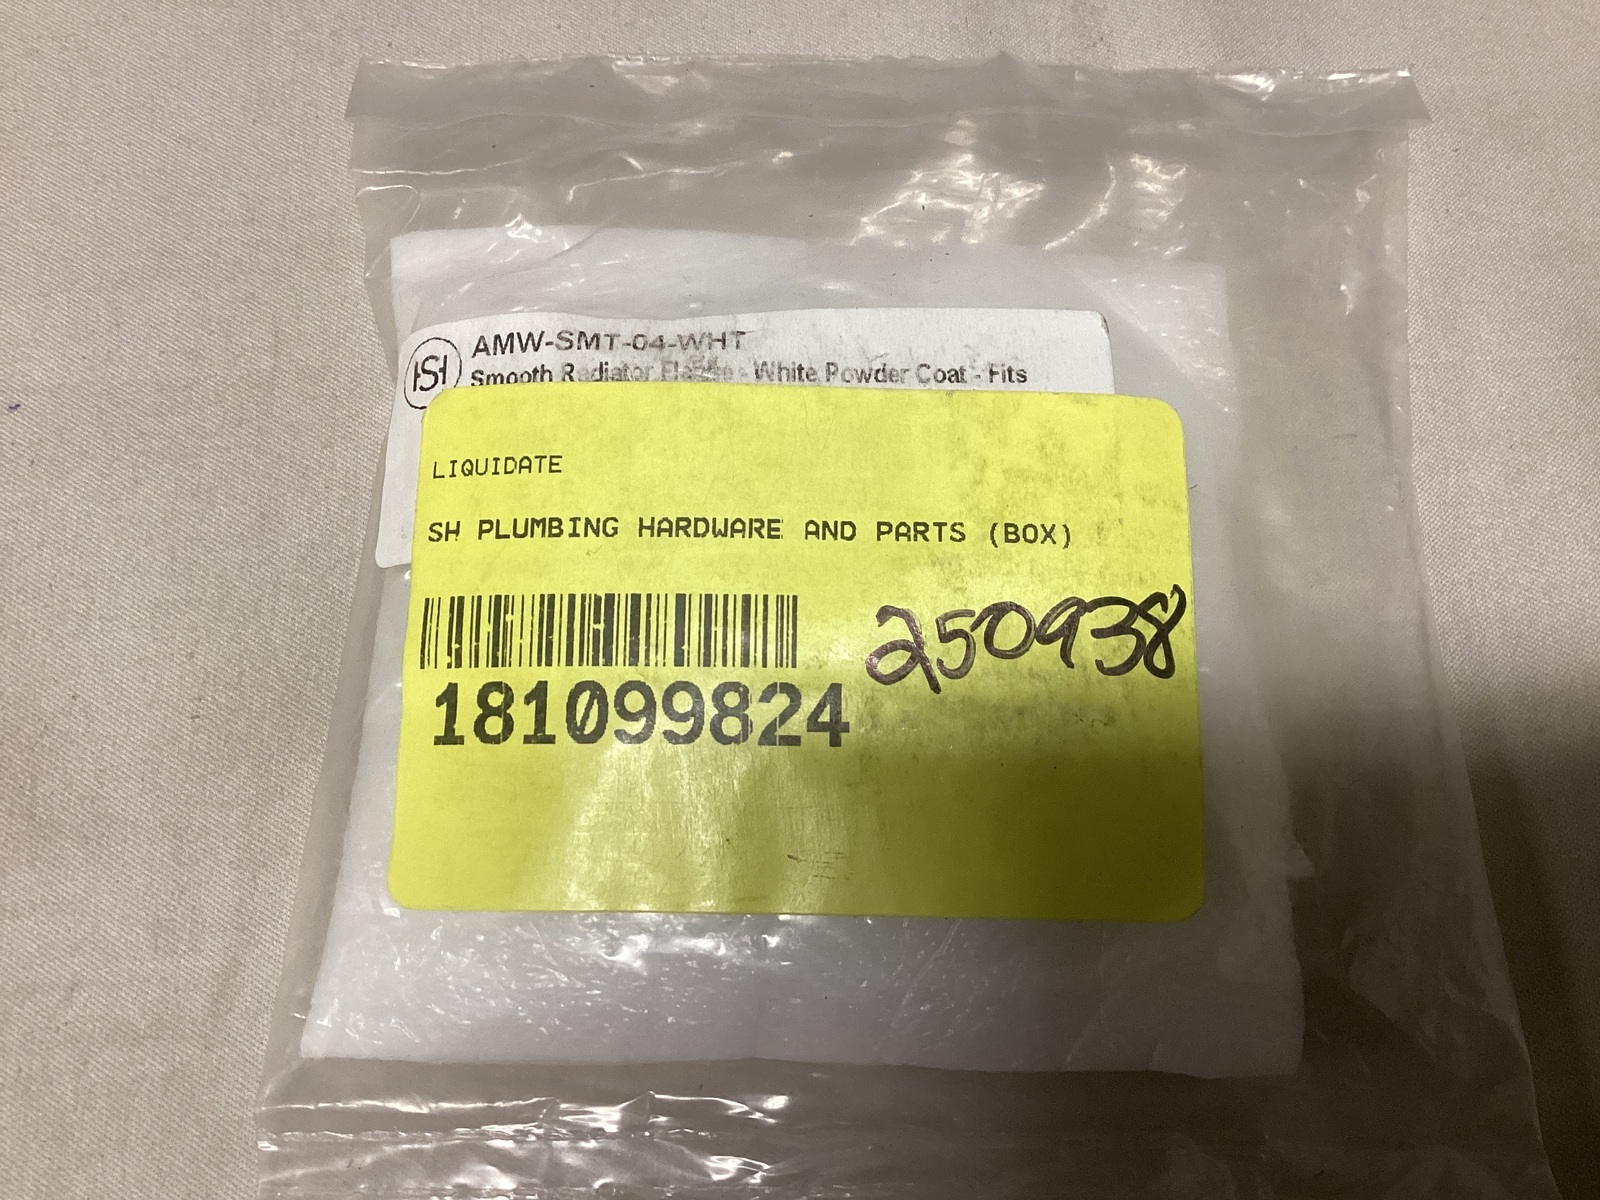 SH
AMW-SMT-04-WHT
Smooth Radiator Flange - White Powder Coat - Fits
LIQUIDATE
SH PLUMBING HARDWARE AND PARTS (BOX)
250938
181099824